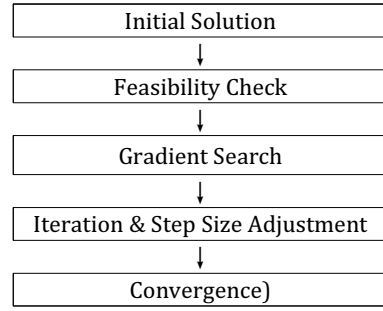 Initial Solution
Feasibility Check
Gradient Search
Iteration & Step Size Adjustment
Convergence)